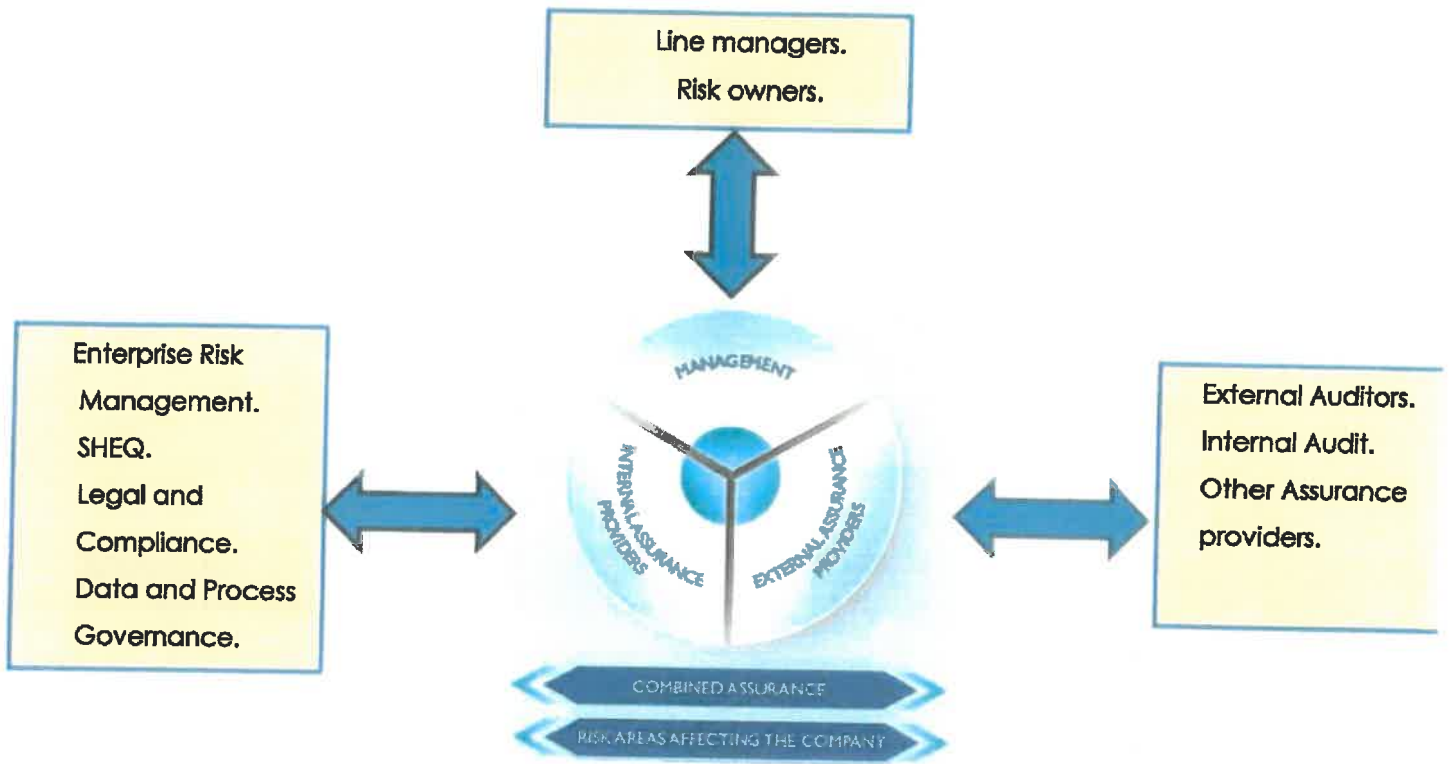 Line managers.
Risk owners.
MANAGEMENT
Enterprise Risk
Management.
SHEQ.
Legal and
Compliance.
Data and Process
Governance.
INTERNAL ASSURANCE
PROVIDERS
EXTERNAL ASSURANCE
PROVIDERS
External Auditors.
Internal Audit.
Other Assurance
providers.
COMBINED ASSURANCE
RISK AREAS AFFECTING THE COMPANY